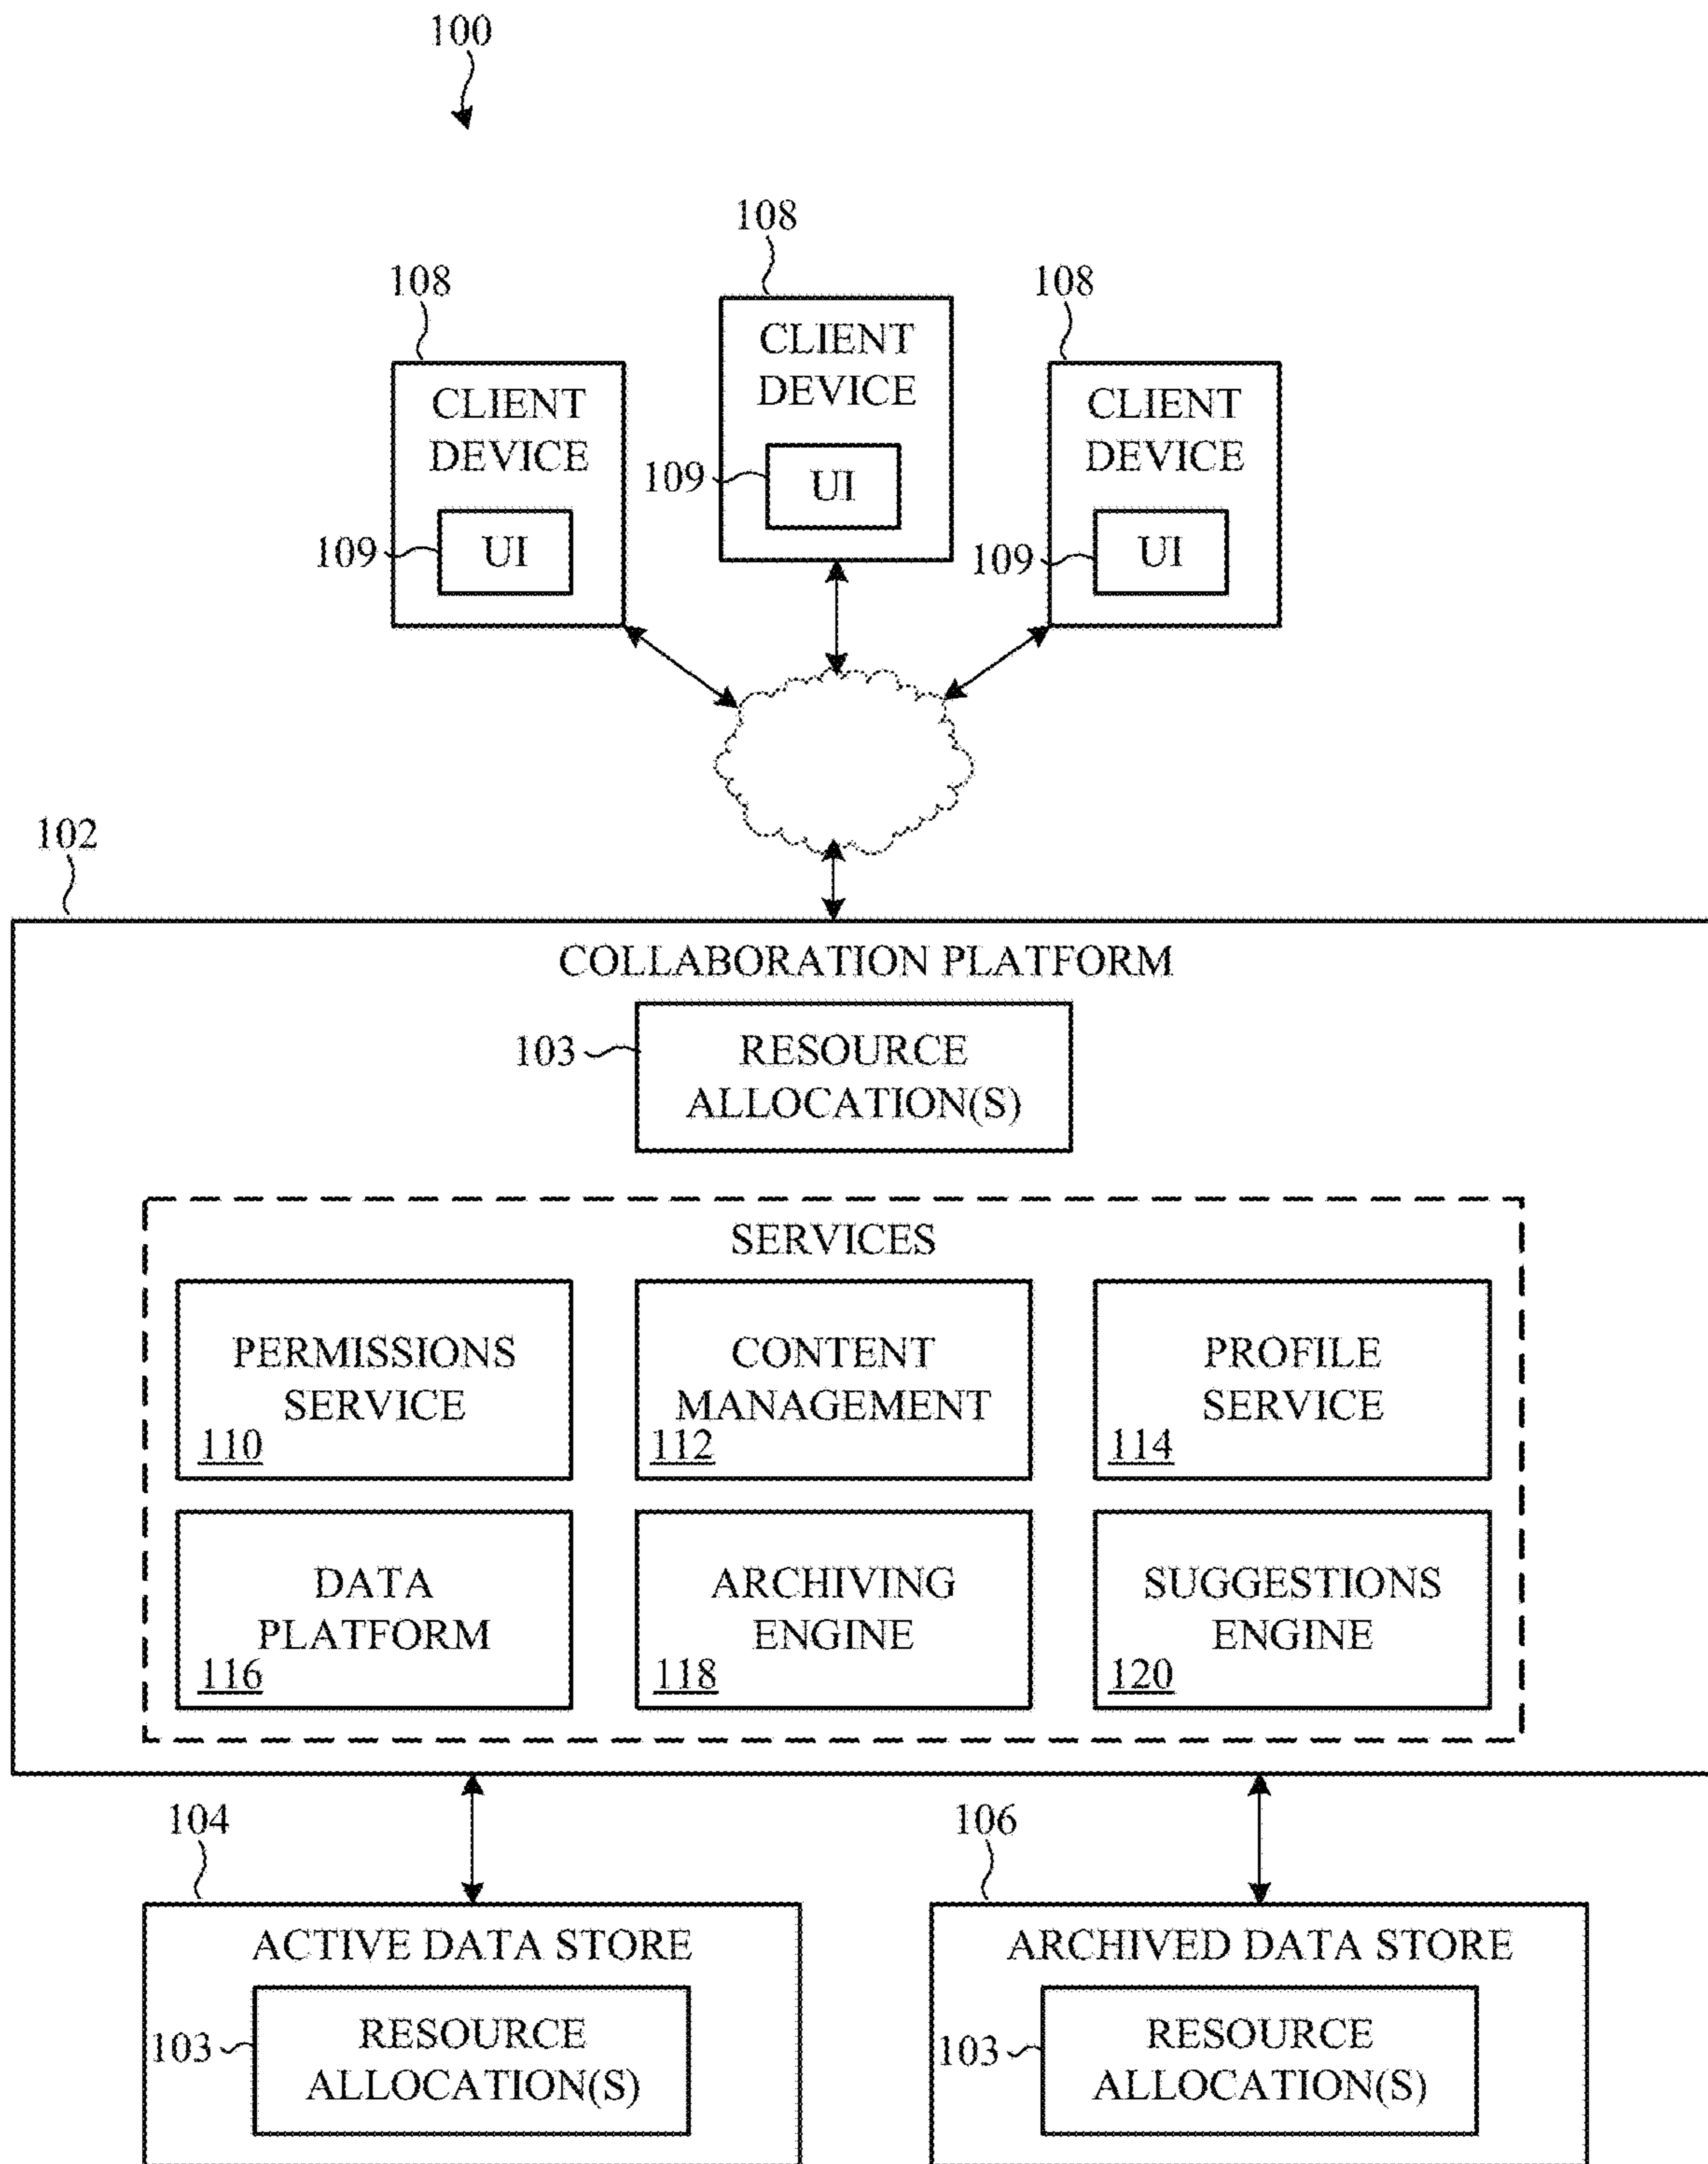 100
108
108
108
CLIENT
DEVICE
109
UI
CLIENT
DEVICE
109
UI
CLIENT
DEVICE
109
UI
102
COLLABORATION PLATFORM
103
RESOURCE
ALLOCATION(S)
SERVICES
PERMISSIONS
SERVICE
110
CONTENT
MANAGEMENT
112
PROFILE
SERVICE
114
DATA
PLATFORM
116
ARCHIVING
ENGINE
118
SUGGESTIONS
ENGINE
120
104
ACTIVE DATA STORE
103
RESOURCE
ALLOCATION(S)
106
ARCHIVED DATA STORE
103
RESOURCE
ALLOCATION(S)